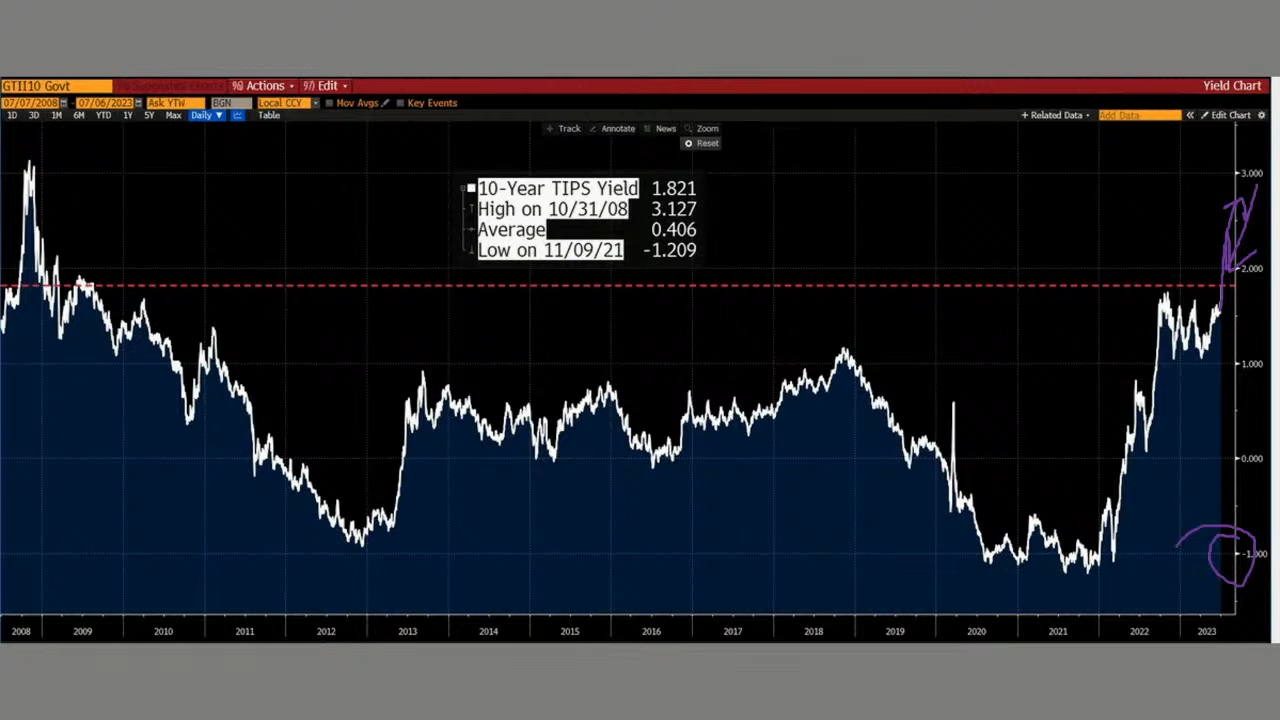 GTII10 Govt
90 Actions
97 Edit
Yield Chart
07/07/2008 - 07/06/2023 Ask YTW BGN Local CCY Mov Avgs Key Events
1D 3D 1M 6M YTD 1Y 5Y Max Daily ▼ Table + Related Data Add Data « Edit Chart
Track Annotate News Zoom
Reset
10-Year TIPS Yield 1.821
High on 10/31/08 3.127
Average 0.406
Low on 11/09/21 -1.209
3.000
2.000
1.000
0.000
-1.000
2008 2009 2010 2011 2012 2013 2014 2015 2016 2017 2018 2019 2020 2021 2022 2023